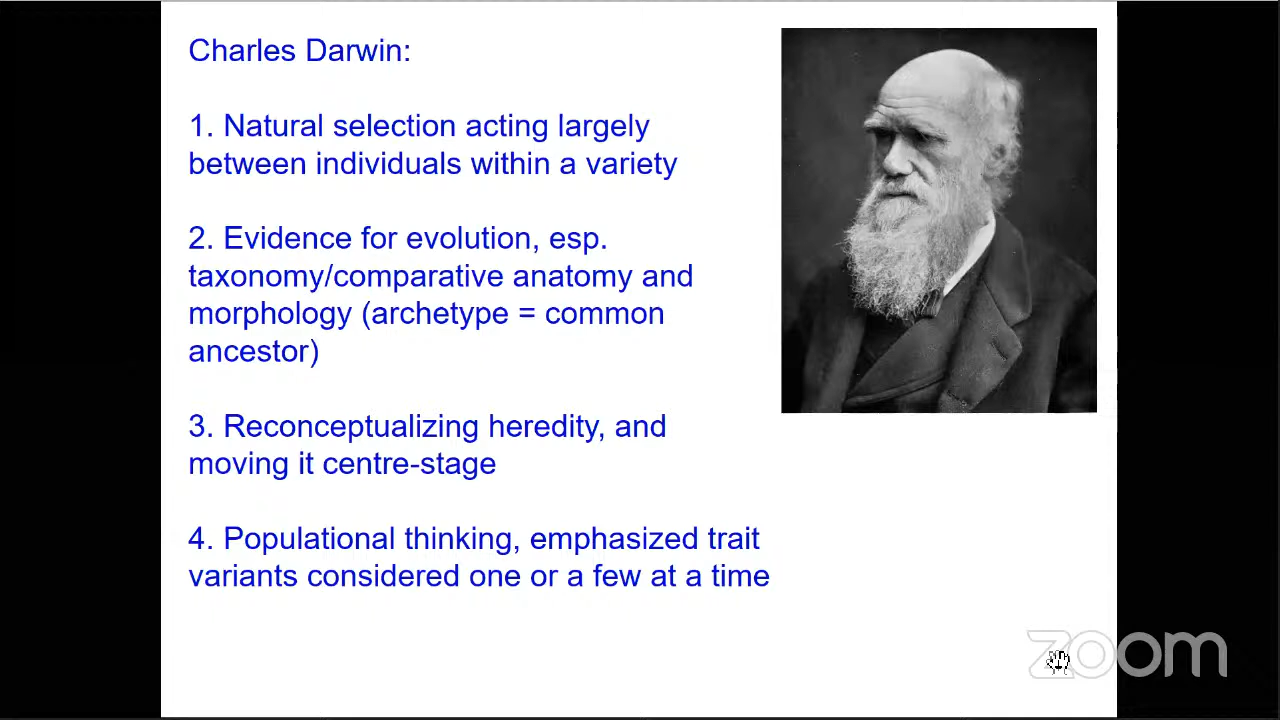 Charles Darwin:
1. Natural selection acting largely
between individuals within a variety
2. Evidence for evolution, esp.
taxonomy/comparative anatomy and
morphology (archetype = common
ancestor)
3. Reconceptualizing heredity, and
moving it centre-stage
4. Populational thinking, emphasized trait
variants considered one or a few at a time
zoom